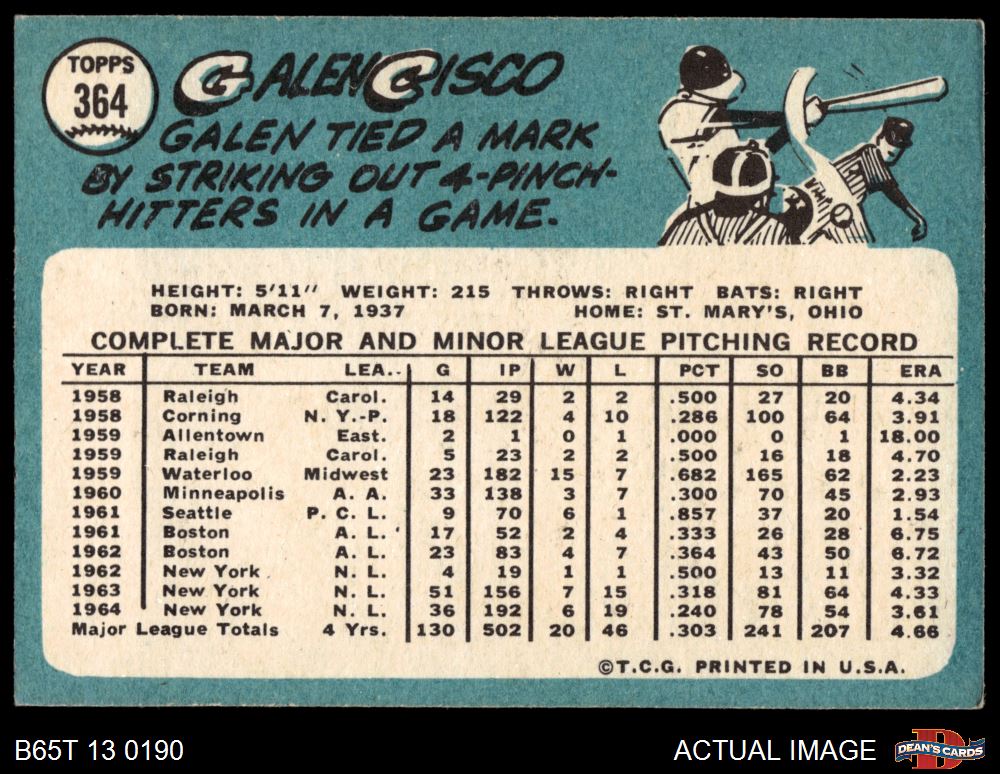 TOPPS
364
GALEN CISCO
GALEN TIED A MARK
BY STRIKING OUT 4-PINCH-
HITTERS IN A GAME.
HEIGHT: 5'11" WEIGHT: 215 THROWS: RIGHT BATS: RIGHT
BORN: MARCH 7, 1937 HOME: ST. MARY'S, OHIO
COMPLETE MAJOR AND MINOR LEAGUE PITCHING RECORD
YEAR TEAM LEA. G IP W L PCT SO BB ERA
1958 Raleigh Carol. 14 29 2 2 .500 27 20 4.34
1958 Corning N. Y.-P. 18 122 4 10 .286 100 64 3.91
1959 Allentown East. 2 1 0 1 .000 0 1 18.00
1959 Raleigh Carol. 5 23 2 2 .500 16 18 4.70
1959 Waterloo Midwest 23 182 15 7 .682 165 62 2.23
1960 Minneapolis A. A. 33 138 3 7 .300 70 45 2.93
1961 Seattle P. C. L. 9 70 6 1 .857 37 20 1.54
1961 Boston A. L. 17 52 2 4 .333 26 28 6.75
1962 Boston A. L. 23 83 4 7 .364 43 50 6.72
1962 New York N. L. 4 19 1 1 .500 13 11 3.32
1963 New York N. L. 51 156 7 15 .318 81 64 4.33
1964 New York N. L. 36 192 6 19 .240 78 54 3.61
Major League Totals 4 Yrs. 130 502 20 46 .303 241 207 4.66
©T.C.G. PRINTED IN U.S.A.
B65T 13 0190 ACTUAL IMAGE DEAN'S CARDS